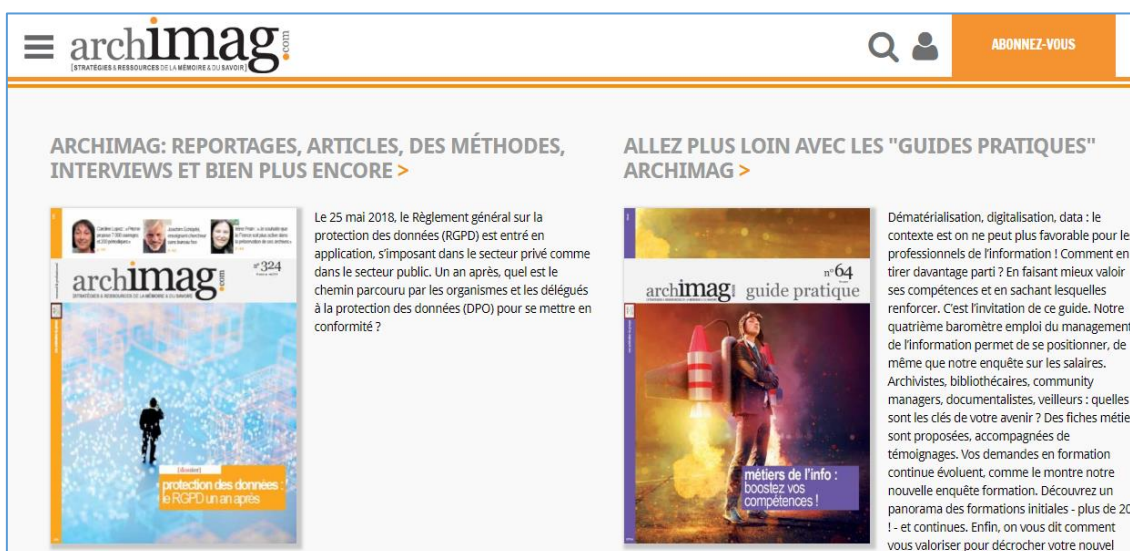 archimag.com
[STRATÉGIES & RESSOURCES DE LA MÉMOIRE & DU SAVOIR]
ABONNEZ-VOUS
ARCHIMAG: REPORTAGES, ARTICLES, DES MÉTHODES,
INTERVIEWS ET BIEN PLUS ENCORE >
archimag
n°324
[dossier]
protection des données :
le RGPD un an après
Le 25 mai 2018, le Règlement général sur la
protection des données (RGPD) est entré en
application, s'imposant dans le secteur privé comme
dans le secteur public. Un an après, quel est le
chemin parcouru par les organismes et les délégués
à la protection des données (DPO) pour se mettre en
conformité ?
ALLEZ PLUS LOIN AVEC LES "GUIDES PRATIQUES"
ARCHIMAG >
n°64
archimag guide pratique
métiers de l'info :
boostez vos
compétences !
Dématérialisation, digitalisation, data : le
contexte est on ne peut plus favorable pour le
professionnels de l'information ! Comment en
tirer davantage parti ? En faisant mieux valoir
ses compétences et en sachant lesquelles
renforcer. C'est l'invitation de ce guide. Notre
quatrième baromètre emploi du management
de l'information permet de se positionner, de
même que notre enquête sur les salaires.
Archivistes, bibliothécaires, community
managers, documentalistes, veilleurs : quelles
sont les clés de votre avenir ? Des fiches métie
sont proposées, accompagnées de
témoignages. Vos demandes en formation
continue évoluent, comme le montre notre
nouvelle enquête formation. Découvrez un
panorama des formations initiales - plus de 20
! - et continues. Enfin, on vous dit comment
vous valoriser pour décrocher votre nouvel